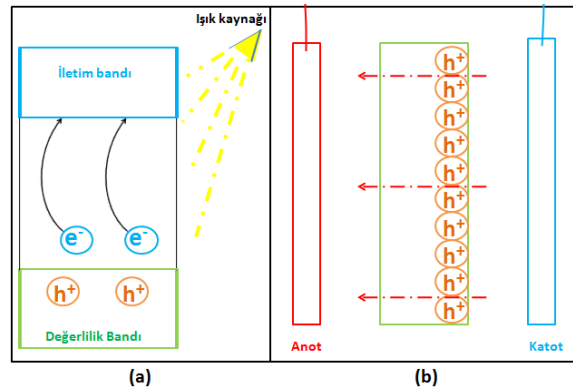 Işık kaynağı
İletim bandı
e-
e-
h+
h+
Değerlilik Bandı
(a)
h+
h+
h+
h+
h+
h+
h+
h+
h+
h+
Anot
Katot
(b)